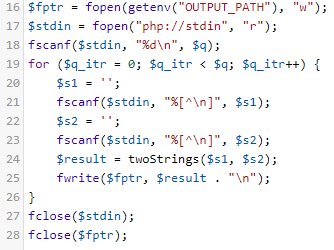 16 $fptr = fopen(getenv("OUTPUT_PATH"), "w");
17 $stdin = fopen("php://stdin", "r");
18 fscanf($stdin, "%d\n", $q);
19 for ($q_itr = 0; $q_itr < $q; $q_itr++) {
20     $s1 = '';
21     fscanf($stdin, "%[^\n]", $s1);
22     $s2 = '';
23     fscanf($stdin, "%[^\n]", $s2);
24     $result = twoStrings($s1, $s2);
25     fwrite($fptr, $result . "\n");
26 }
27 fclose($stdin);
28 fclose($fptr);